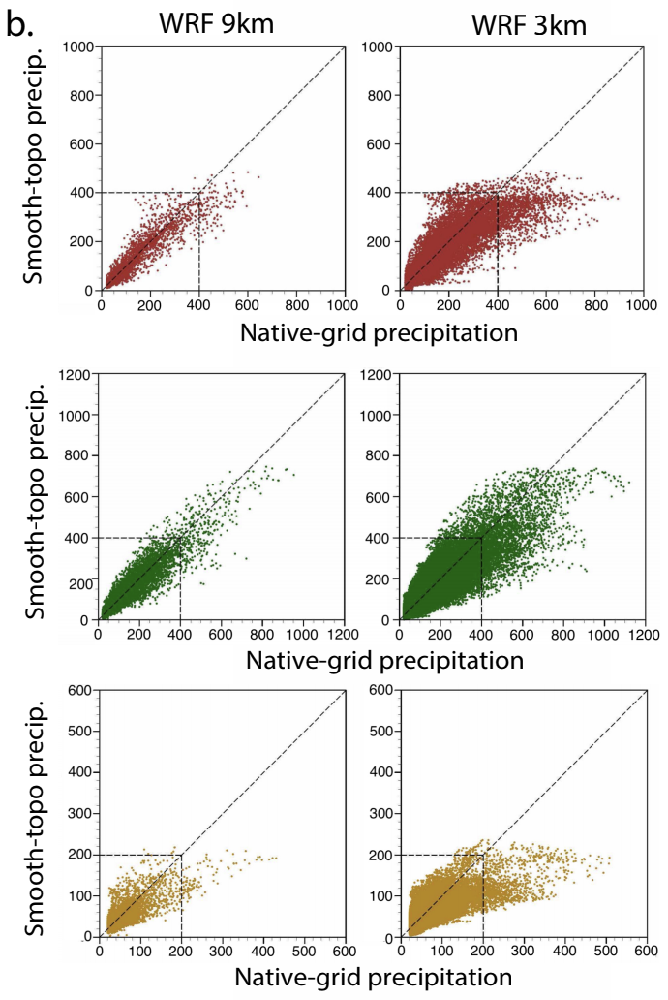 b.
WRF 9km WRF 3km
Smooth-topo precip.
1000 1000
800 800
600 600
400 400
200 200
0 0
0 200 400 600 800 1000 0 200 400 600 800 1000
Native-grid precipitation
Smooth-topo precip.
1200 1200
1000 1000
800 800
600 600
400 400
200 200
0 0
0 200 400 600 800 1000 1200 0 200 400 600 800 1000 1200
Native-grid precipitation
Smooth-topo precip.
600 600
500 500
400 400
300 300
200 200
100 100
.0 0
0 100 200 300 400 500 600 0 100 200 300 400 500 600
Native-grid precipitation